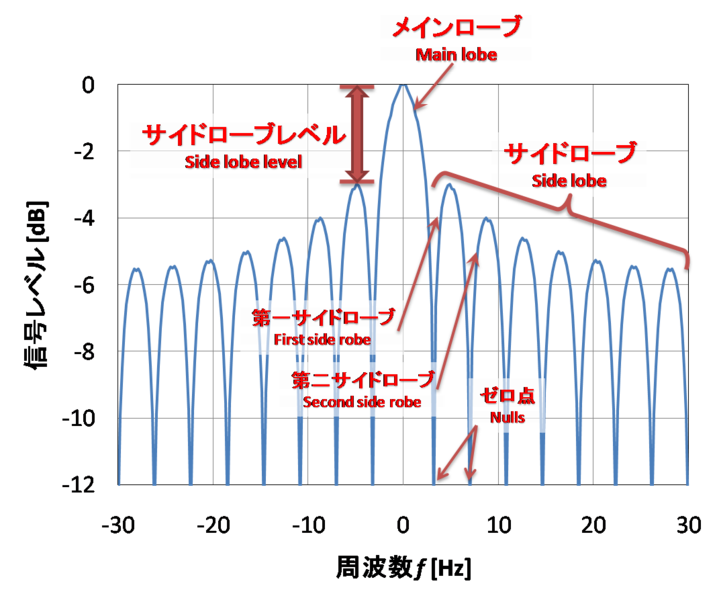 メインローブ
Main lobe
サイドローブレベル
Side lobe level
サイドローブ
Side lobe
第一サイドローブ
First side robe
第二サイドローブ
Second side robe
ゼロ点
Nulls
信号レベル [dB]
0
-2
-4
-6
-8
-10
-12
-30
-20
-10
0
10
20
30
周波数f [Hz]